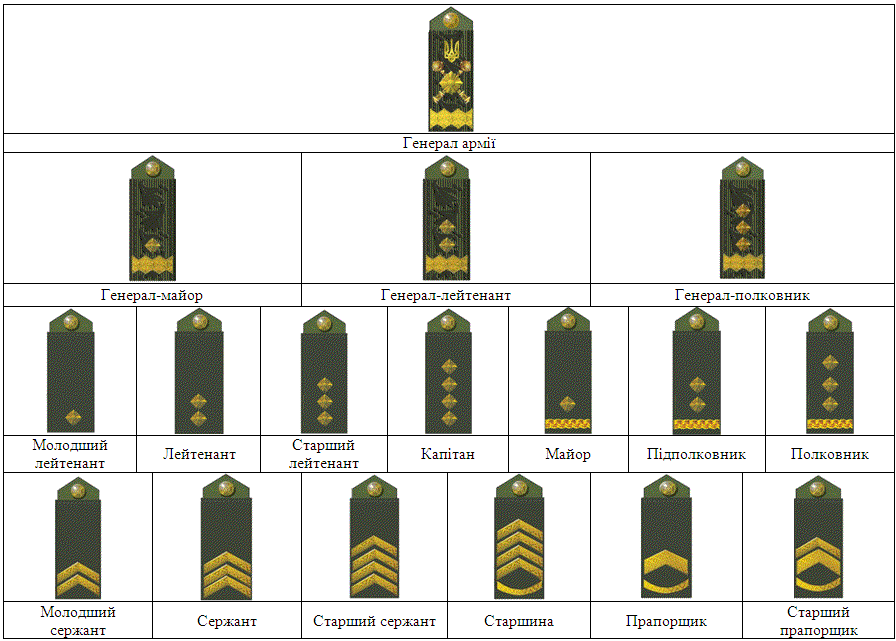 Генерал армії
Генерал-майор
Генерал-лейтенант
Генерал-полковник
Молодший
лейтенант
Лейтенант
Старший
лейтенант
Капітан
Майор
Підполковник
Полковник
Молодший
сержант
Сержант
Старший сержант
Старшина
Прапорщик
Старший
прапорщик